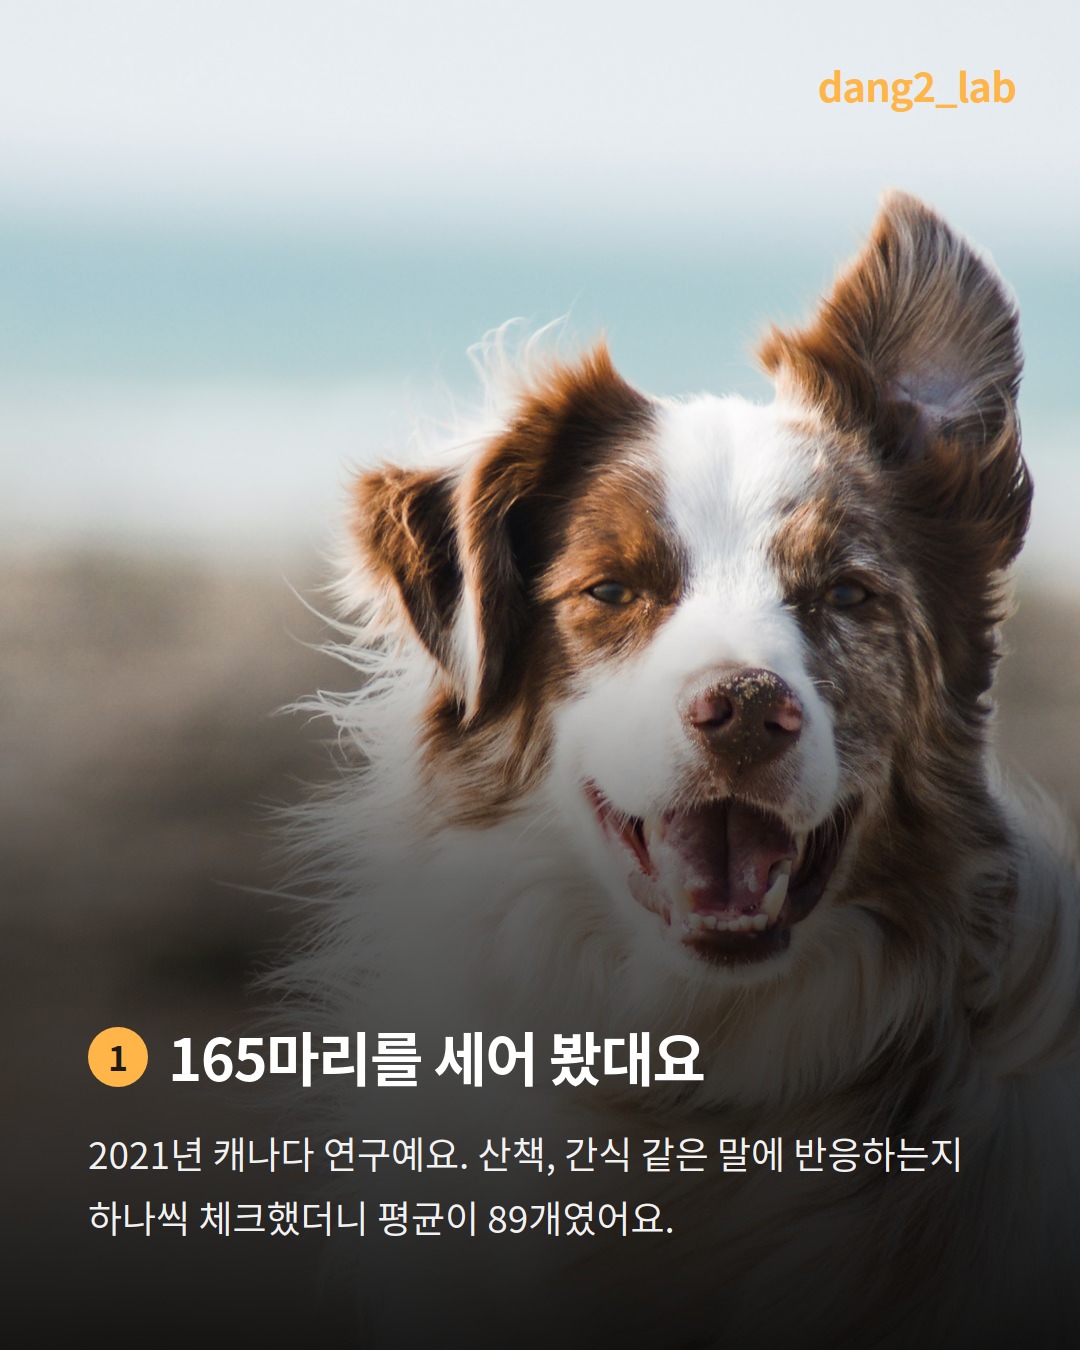 dang2_lab
1 165마리를 세어 봤대요
2021년 캐나다 연구예요. 산책, 간식 같은 말에 반응하는지
하나씩 체크했더니 평균이 89개였어요.